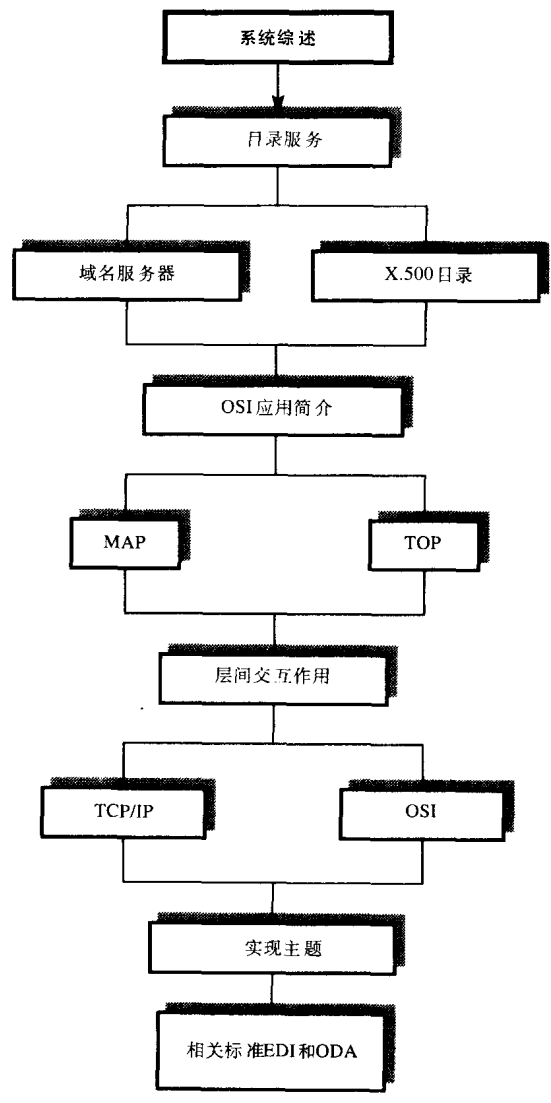 系统综述
目录服务
域名服务器
X.500目录
OSI应用简介
MAP
TOP
层间交互作用
TCP/IP
OSI
实现主题
相关标准EDI和ODA